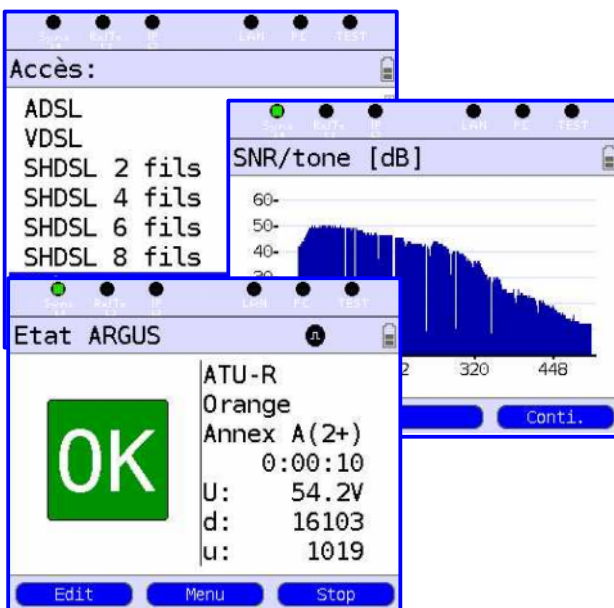 Accès:
ADSL
VDSL
SHDSL 2 fils
SHDSL 4 fils
SHDSL 6 fils
SHDSL 8 fils
SNR/tone [dB]
60-
50-
40-
320
448
Conti.
Etat ARGUS
OK
ATU-R
Orange
Annex A(2+)
0:00:10
U: 54.2V
d: 16103
u: 1019
Edit Menu Stop